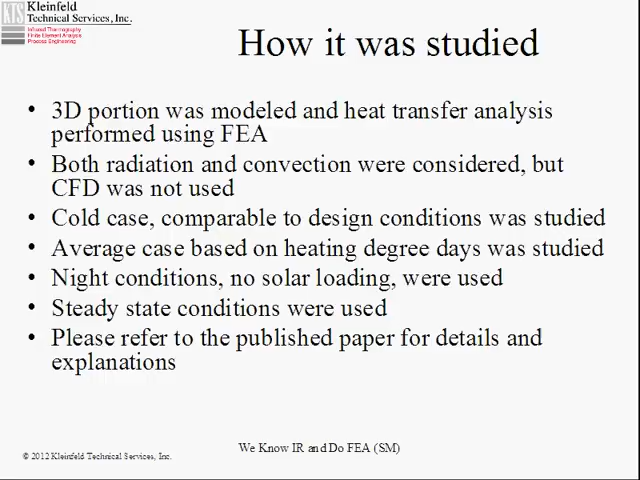 KTS
Kleinfeld
Technical Services, Inc.
Infrared Thermography
Finite Element Analysis
Process Engineering
How it was studied
• 3D portion was modeled and heat transfer analysis
performed using FEA
• Both radiation and convection were considered, but
CFD was not used
• Cold case, comparable to design conditions was studied
• Average case based on heating degree days was studied
• Night conditions, no solar loading, were used
• Steady state conditions were used
• Please refer to the published paper for details and
explanations
We Know IR and Do FEA (SM)
© 2012 Kleinfeld Technical Services, Inc.